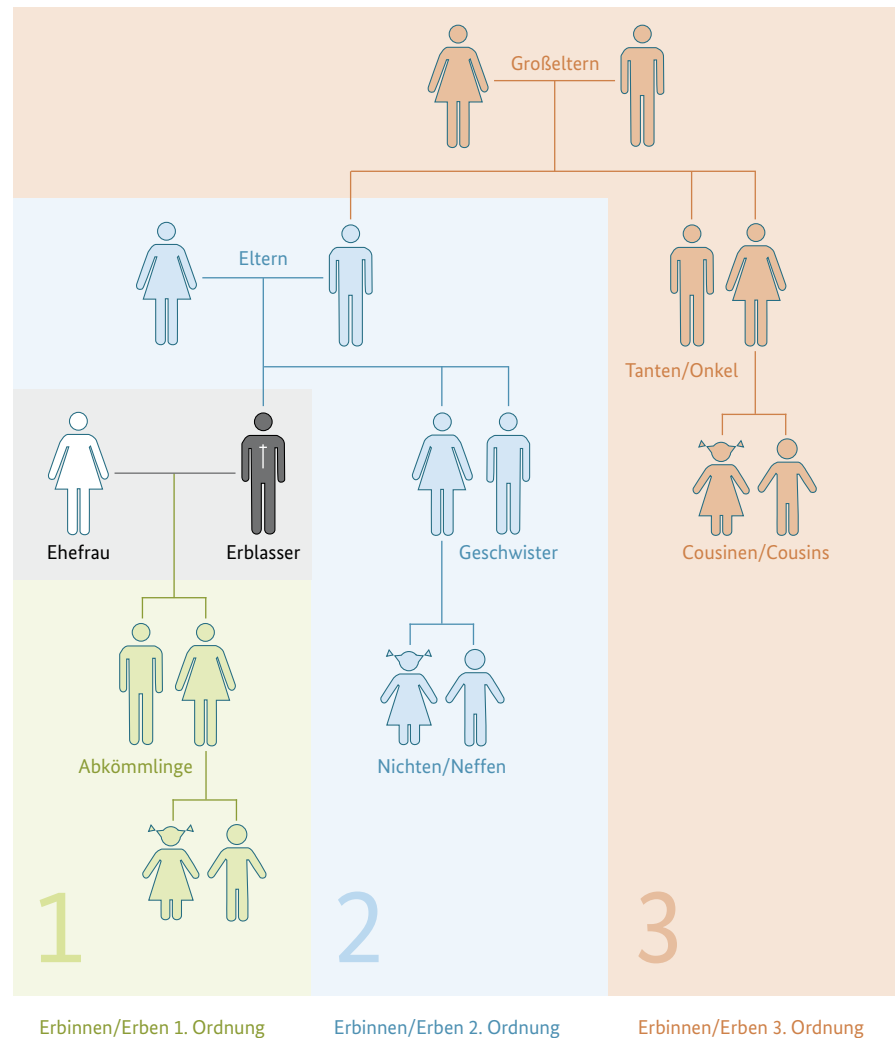 Großeltern
Eltern
Tanten/Onkel
Ehefrau
Erblasser
Geschwister
Cousinen/Cousins
Abkömmlinge
Nichten/Neffen
1
2
3
Erbinnen/Erben 1. Ordnung
Erbinnen/Erben 2. Ordnung
Erbinnen/Erben 3. Ordnung